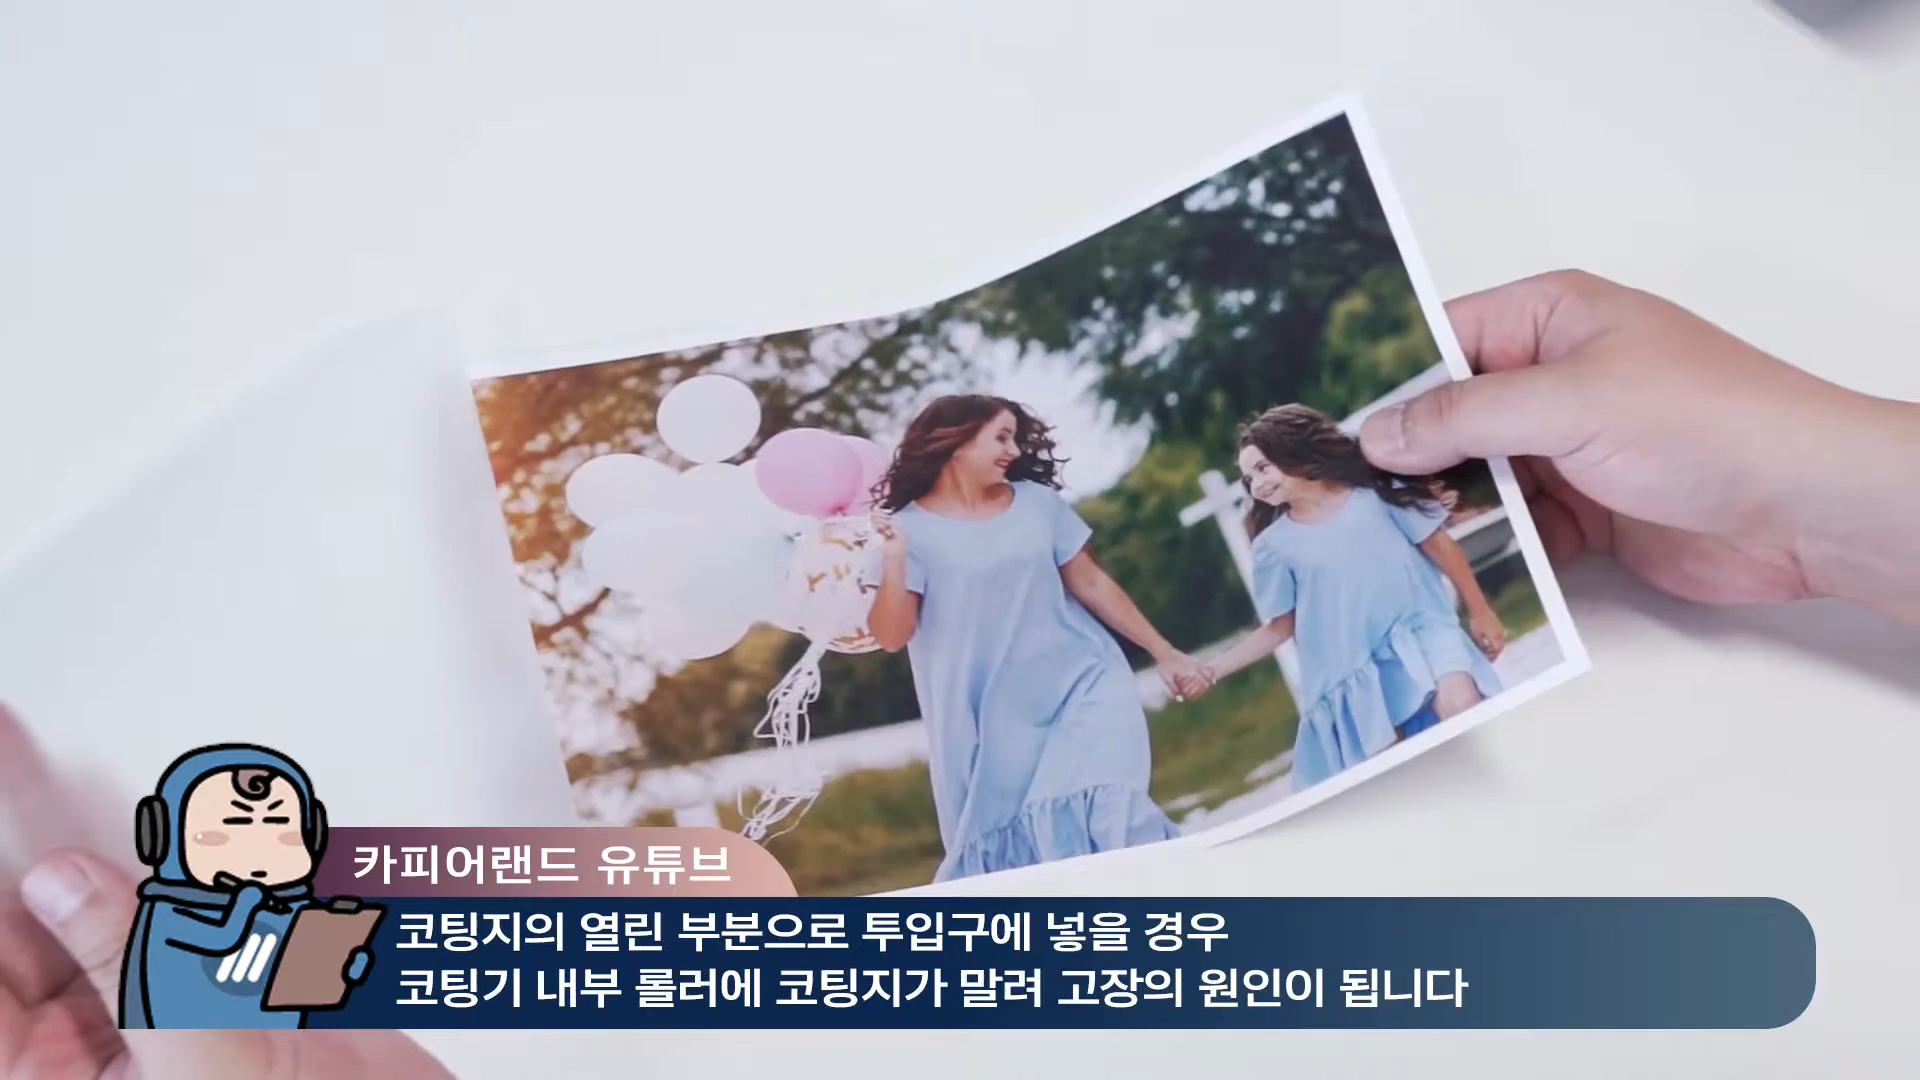 카피어랜드 유튜브
코팅지의 열린 부분으로 투입구에 넣을 경우
코팅기 내부 롤러에 코팅지가 말려 고장의 원인이 됩니다